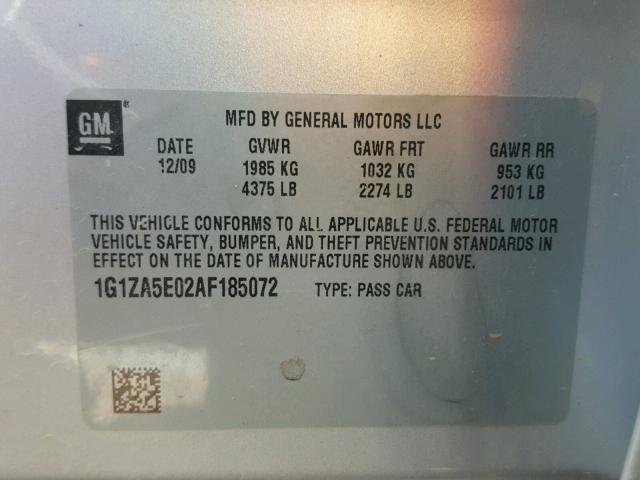 GM ®
MFD BY GENERAL MOTORS LLC
DATE GVWR GAWR FRT GAWR RR
12/09 1985 KG 1032 KG 953 KG
4375 LB 2274 LB 2101 LB
THIS VEHICLE CONFORMS TO ALL APPLICABLE U.S. FEDERAL MOTOR
VEHICLE SAFETY, BUMPER, AND THEFT PREVENTION STANDARDS IN
EFFECT ON THE DATE OF MANUFACTURE SHOWN ABOVE.
1G1ZA5E02AF185072 TYPE: PASS CAR